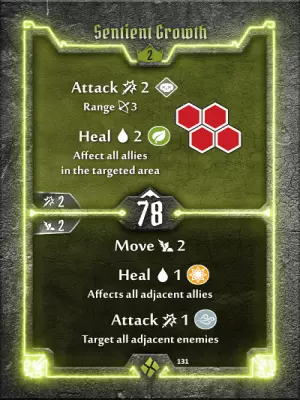 Sentient Growth
2
Attack 2
Range 3
Heal 2
Affect all allies
in the targeted area
2
78
2
Move 2
Heal 1
Affects all adjacent allies
Attack 1
Target all adjacent enemies
131